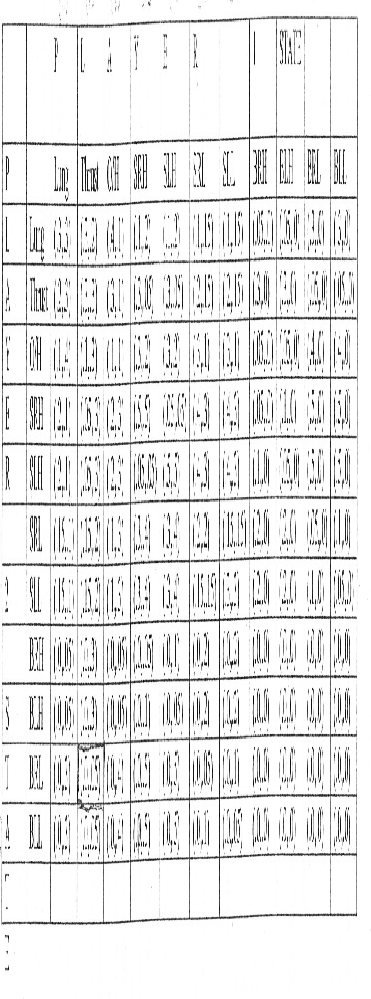 P L A Y E R 1 STATE
P Lung Thrust O/H SRH SLH SRL SLL BRH BLH BRL BLL
L Lung (.3,.3) (.3,.2) (.4,.1) (.1,.2) (.1,.2) (.1,.15) (.1,.15) (.05,.0) (.05,.0) (.3,.0) (.3,.0)
A Thrust (.2,.3) (.3,.3) (.3,.1) (.3,.05) (.3,.05) (.2,.15) (.2,.15) (.3,.0) (.3,.0) (.05,.0) (.05,.0)
Y O/H (.1,.4) (.1,.3) (.1,.1) (.3,.2) (.3,.2) (.3,.1) (.3,.1) (.05,.0) (.05,.0) (.4,.0) (.4,.0)
E SRH (.2,.1) (.05,.3) (.2,.3) (.5,.5) (.05,.05) (.4,.3) (.4,.3) (.05,.0) (.1,.0) (.5,.0) (.5,.0)
R SLH (.2,.1) (.05,.3) (.2,.3) (.05,.05) (.5,.5) (.4,.3) (.4,.3) (.1,.0) (.05,.0) (.5,.0) (.5,.0)
SRL (.15,.1) (.15,.2) (.1,.3) (.3,.4) (.3,.4) (.2,.2) (.15,.15) (.2,.0) (.2,.0) (.05,.0) (.1,.0)
2 SLL (.15,.1) (.15,.2) (.1,.3) (.3,.4) (.3,.4) (.15,.15) (.3,.3) (.2,.0) (.2,.0) (.1,.0) (.05,.0)
BRH (.0,.05) (.0,.3) (.0,.05) (.0,.05) (.0,.1) (.0,.2) (.0,.2) (.0,.0) (.0,.0) (.0,.0) (.0,.0)
S BLH (.0,.05) (.0,.3) (.0,.05) (.0,.1) (.0,.05) (.0,.2) (.0,.2) (.0,.0) (.0,.0) (.0,.0) (.0,.0)
T BRL (.0,.3) (.0,.05) (.0,.4) (.0,.5) (.0,.5) (.0,.05) (.0,.1) (.0,.0) (.0,.0) (.0,.0) (.0,.0)
A BLL (.0,.3) (.0,.05) (.0,.4) (.0,.5) (.0,.5) (.0,.1) (.0,.05) (.0,.0) (.0,.0) (.0,.0) (.0,.0)
T
E